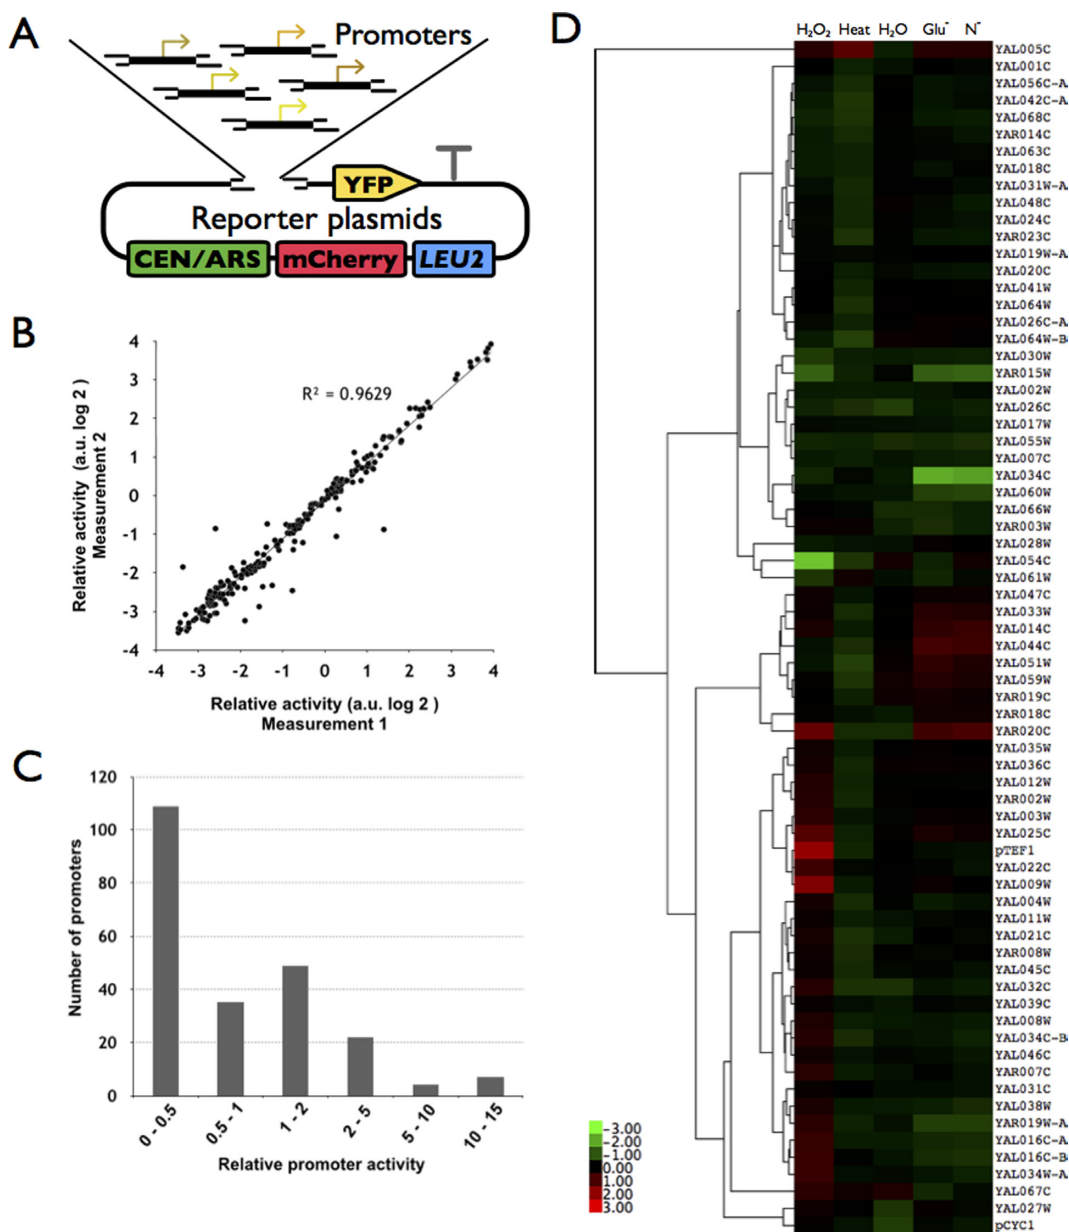 A
Promoters
YFP
Reporter plasmids
CEN/ARS
mCherry
LEU2
B
4
3
2
1
0
-1
-2
-3
-4
-4
-3
-2
-1
0
1
2
3
4
R² = 0.9629
Relative activity (a.u. log 2 )
Measurement 2
Relative activity (a.u. log 2 )
Measurement 1
C
120
100
80
60
40
20
0
Number of promoters
0 - 0.5
0.5 - 1
1 - 2
2 - 5
5 - 10
10 - 15
Relative promoter activity
D
H₂O₂ Heat H₂O Glu⁻ N⁻
YAL005C
YAL001C
YAL056C-A
YAL042C-A
YAL068C
YAR014C
YAL063C
YAL018C
YAL031W-A
YAL048C
YAL024C
YAR023C
YAL019W-A
YAL020C
YAL041W
YAL064W
YAL026C-A
YAL064W-B
YAL030W
YAR015W
YAL002W
YAL026C
YAL017W
YAL055W
YAL007C
YAL034C
YAL060W
YAL066W
YAR003W
YAL028W
YAL054C
YAL061W
YAL047C
YAL033W
YAL014C
YAL044C
YAL051W
YAL059W
YAR019C
YAR018C
YAR020C
YAL035W
YAL036C
YAL012W
YAR002W
YAL003W
YAL025C
pTEF1
YAL022C
YAL009W
YAL004W
YAL011W
YAL021C
YAR008W
YAL045C
YAL032C
YAL039C
YAL008W
YAL034C-B
YAL046C
YAR007C
YAL031C
YAL038W
YAR019W-A
YAL016C-A
YAL016C-B
YAL034W-A
YAL067C
YAL027W
pCYC1
-3.00
-2.00
-1.00
0.00
1.00
2.00
3.00